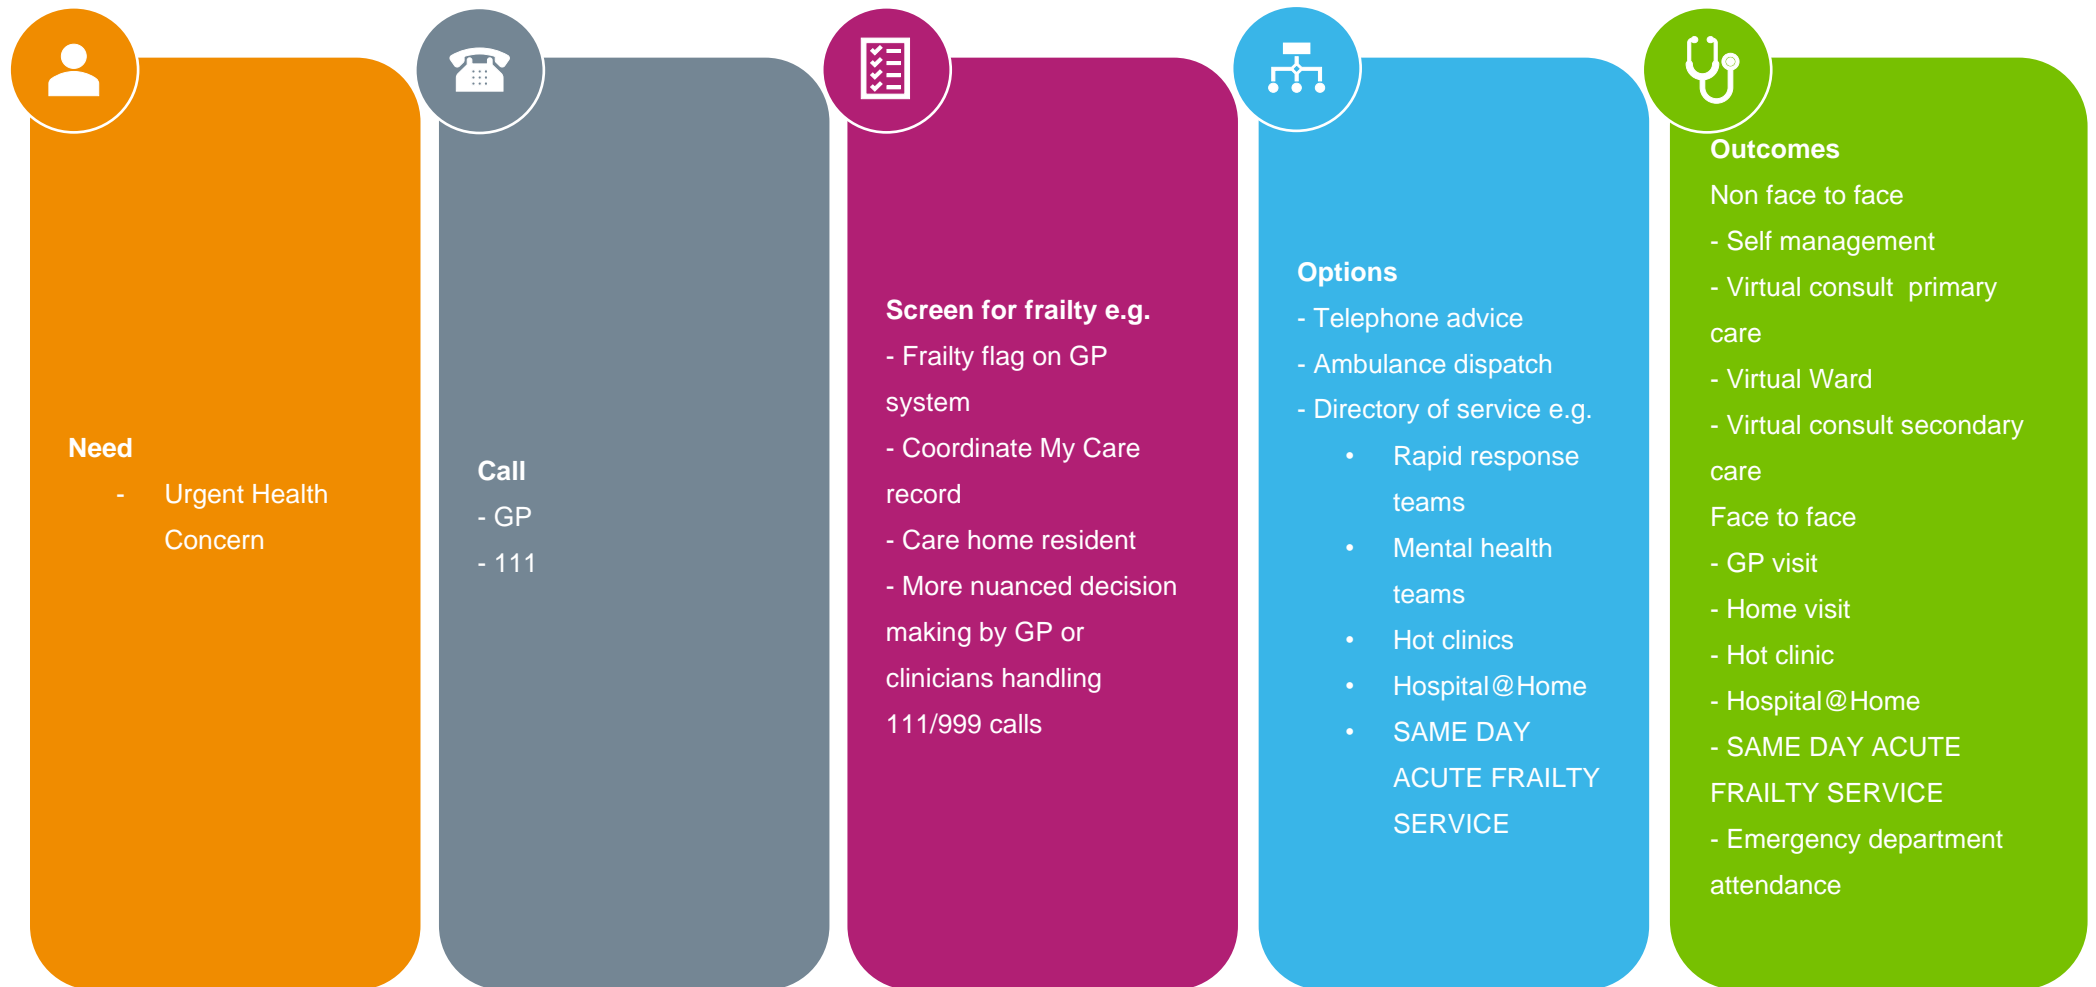 Need
- Urgent Health
Concern
Call
- GP
- 111
Screen for frailty e.g.
- Frailty flag on GP
system
- Coordinate My Care
record
- Care home resident
- More nuanced decision
making by GP or
clinicians handling
111/999 calls
Options
- Telephone advice
- Ambulance dispatch
- Directory of service e.g.
• Rapid response
teams
• Mental health
teams
• Hot clinics
• Hospital@Home
• SAME DAY
ACUTE FRAILTY
SERVICE
Outcomes
Non face to face
- Self management
- Virtual consult  primary
care
- Virtual Ward
- Virtual consult secondary
care
Face to face
- GP visit
- Home visit
- Hot clinic
- Hospital@Home
- SAME DAY ACUTE
FRAILTY SERVICE
- Emergency department
attendance